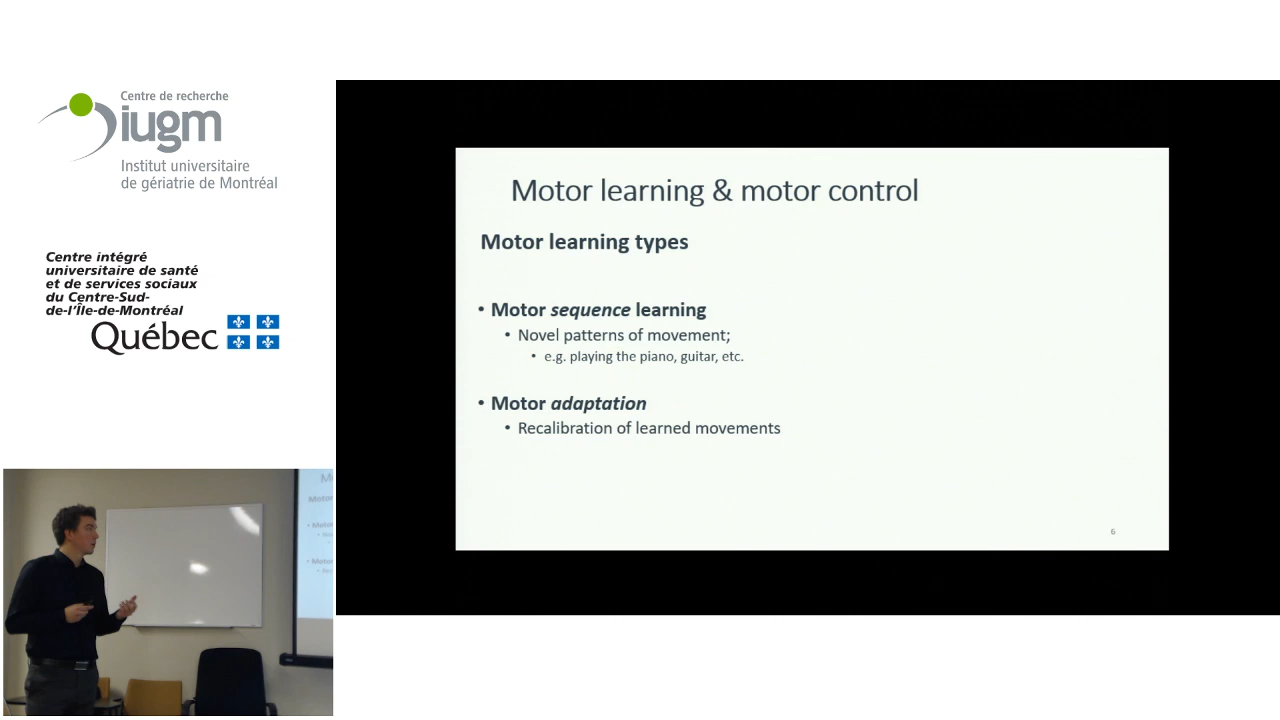 Centre de recherche
iugm
Institut universitaire
de gériatrie de Montréal
Centre intégré
universitaire de santé
et de services sociaux
du Centre-Sud-
de-l'Île-de-Montréal
Québec
Motor learning & motor control
Motor learning types
• Motor sequence learning
• Novel patterns of movement;
• e.g. playing the piano, guitar, etc.
• Motor adaptation
• Recalibration of learned movements
6